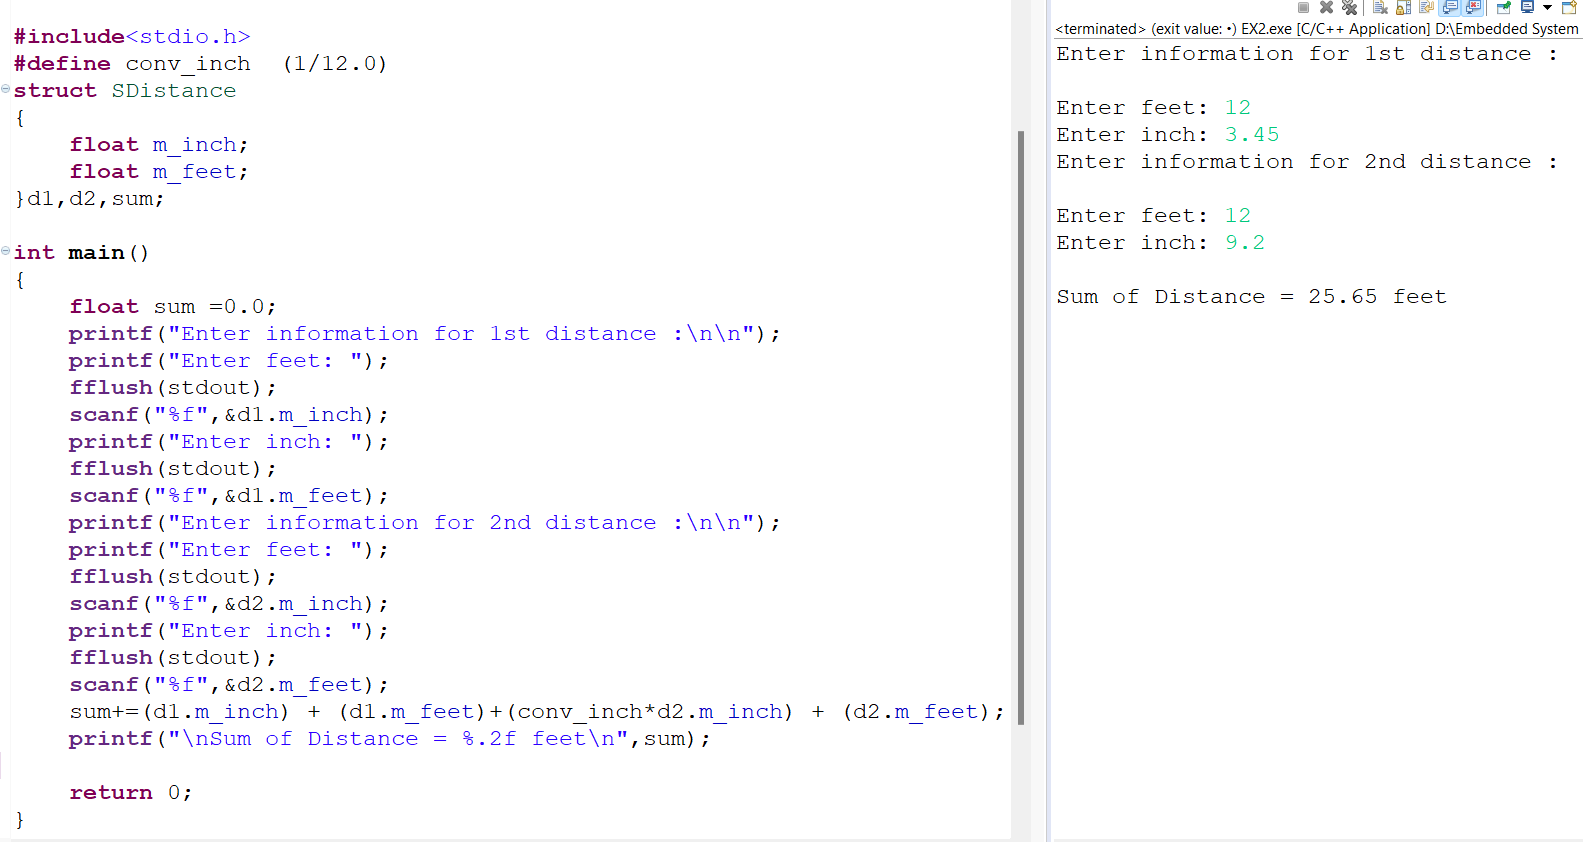 #include<stdio.h>
#define conv_inch  (1/12.0)
struct SDistance
{
    float m_inch;
    float m_feet;
}d1,d2,sum;

int main()
{
    float sum =0.0;
    printf("Enter information for 1st distance :\n\n");
    printf("Enter feet: ");
    fflush(stdout);
    scanf("%f",&d1.m_inch);
    printf("Enter inch: ");
    fflush(stdout);
    scanf("%f",&d1.m_feet);
    printf("Enter information for 2nd distance :\n\n");
    printf("Enter feet: ");
    fflush(stdout);
    scanf("%f",&d2.m_inch);
    printf("Enter inch: ");
    fflush(stdout);
    scanf("%f",&d2.m_feet);
    sum+=(d1.m_inch) + (d1.m_feet)+(conv_inch*d2.m_inch) + (d2.m_feet);
    printf("\nSum of Distance = %.2f feet\n",sum);

    return 0;
}
<terminated> (exit value: •) EX2.exe [C/C++ Application] D:\Embedded System
Enter information for 1st distance :

Enter feet: 12
Enter inch: 3.45
Enter information for 2nd distance :

Enter feet: 12
Enter inch: 9.2

Sum of Distance = 25.65 feet